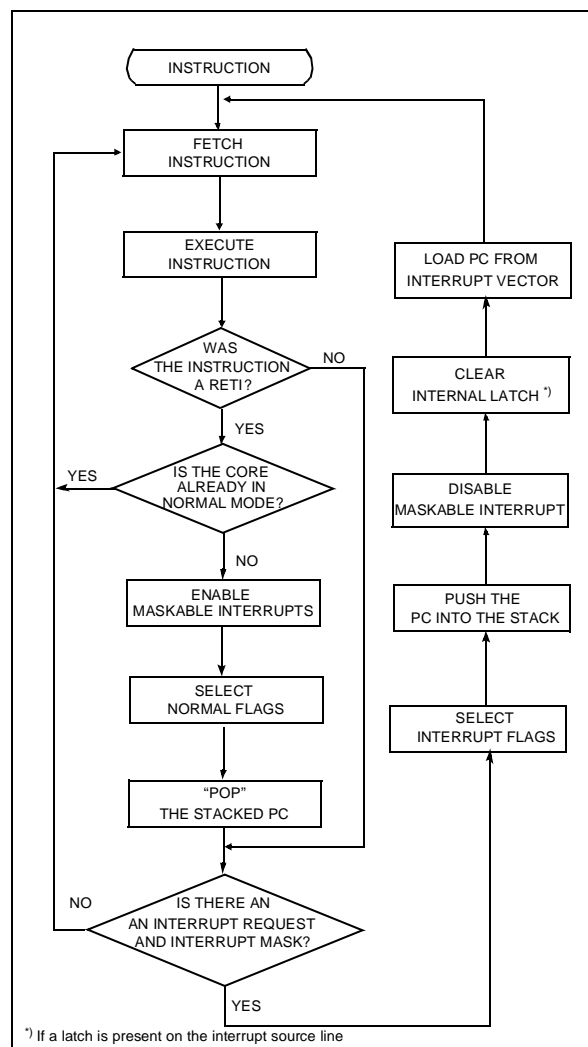 INSTRUCTION
FETCH
INSTRUCTION
EXECUTE
INSTRUCTION
WAS
THE INSTRUCTION
A RETI?
NO
YES
IS THE CORE
ALREADY IN
NORMAL MODE?
YES
NO
ENABLE
MASKABLE INTERRUPTS
SELECT
NORMAL FLAGS
“POP”
THE STACKED PC
IS THERE AN
AN INTERRUPT REQUEST
AND INTERRUPT MASK?
NO
YES
SELECT
INTERRUPT FLAGS
PUSH THE
PC INTO THE STACK
DISABLE
MASKABLE INTERRUPT
CLEAR
INTERNAL LATCH *)
LOAD PC FROM
INTERRUPT VECTOR
*) If a latch is present on the interrupt source line